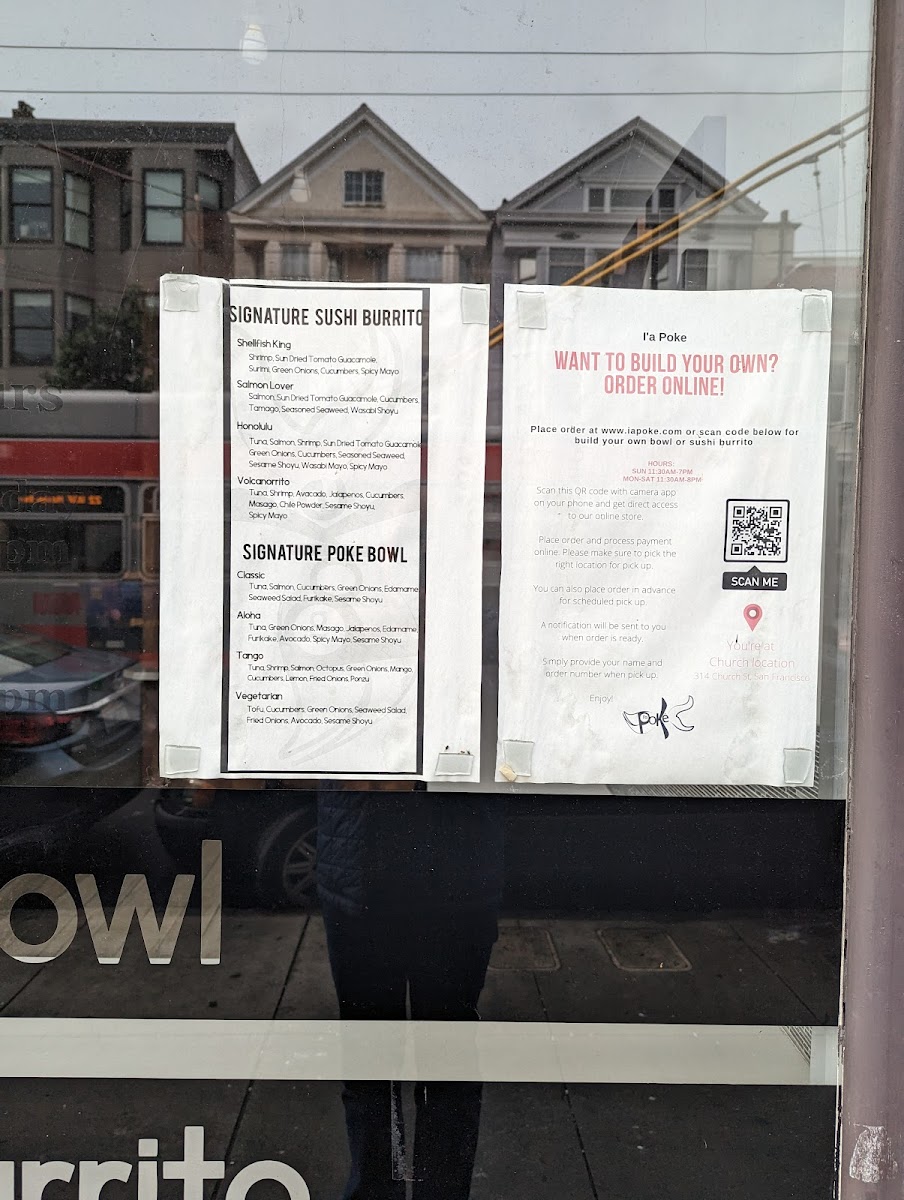 SIGNATURE SUSHI BURRITO
Shellfish King
Shrimp, Sun Dried Tomato Guacamole,
Surimi, Green Onions, Cucumbers, Spicy Mayo
Salmon Lover
Salmon, Sun Dried Tomato Guacamole, Cucumbers,
Tamago, Seasoned Seaweed, Wasabi Shoyu
Honolulu
Tuna, Salmon, Shrimp, Sun Dried Tomato Guacamole
Green Onions, Cucumbers, Seasoned Seaweed,
Sesame Shoyu, Wasabi Mayo, Spicy Mayo
Volcanorrito
Tuna, Shrimp, Avacado, Jalapenos, Cucumbers,
Masago, Chile Powder, Sesame Shoyu,
Spicy Mayo
SIGNATURE POKE BOWL
Classic
Tuna, Salmon, Cucumbers, Green Onions, Edamame
Seaweed Salad, Furikake, Sesame Shoyu
Aloha
Tuna, Green Onions, Masago, Jalapenos, Edamame
Furikake, Avocado, Spicy Mayo, Sesame Shoyu
Tango
Tuna, Shrimp, Salmon, Octopus, Green Onions, Mango,
Cucumbers, Lemon, Fried Onions, Ponzu
Vegetarian
Tofu, Cucumbers, Green Onions, Seaweed Salad,
Fried Onions, Avocado, Sesame Shoyu
I'a Poke
WANT TO BUILD YOUR OWN?
ORDER ONLINE!
Place order at www.iapoke.com or scan code below for
build your own bowl or sushi burrito
HOURS:
SUN 11:30AM-7PM
MON-SAT 11:30AM-8PM
Scan this QR code with camera app
on your phone and get direct access
to our online store.
Place order and process payment
online. Please make sure to pick the
right location for pick up.
You can also place order in advance
for scheduled pick up.
A notification will be sent to you
when order is ready.
Simply provide your name and
order number when pick up.
Enjoy!
poke
SCAN ME
You're at
Church location
314 Church St, San Francisco
urs
pm
pm
owl
urrito